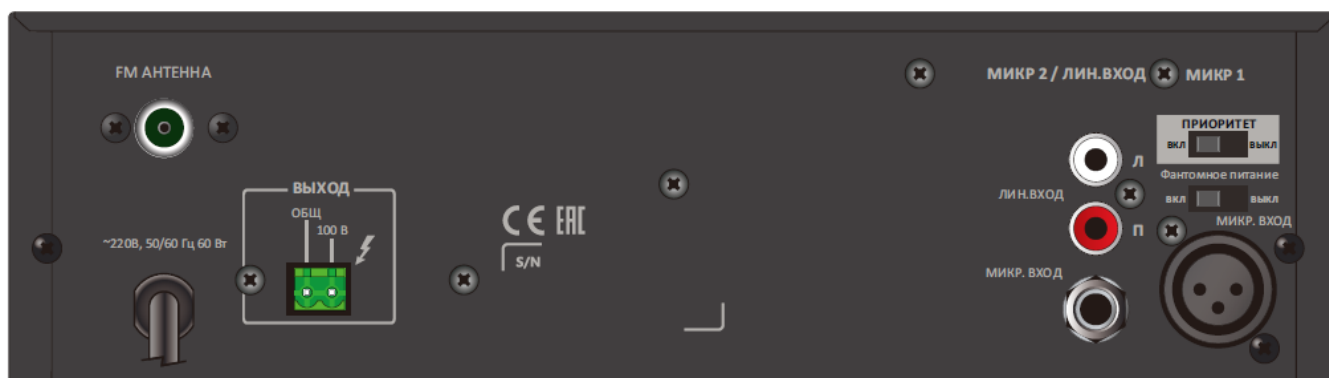 FM АНТЕННА
МИКР 2 / ЛИН.ВХОД
МИКР 1
ПРИОРИТЕТ
ВКЛ ВЫКЛ
Л
Фантомное питание
ВКЛ ВЫКЛ
ЛИН.ВХОД
П
МИКР. ВХОД
МИКР. ВХОД
ВЫХОД
ОБЩ
100 В
~220В, 50/60 Гц 60 Вт
CE EAC
S/N